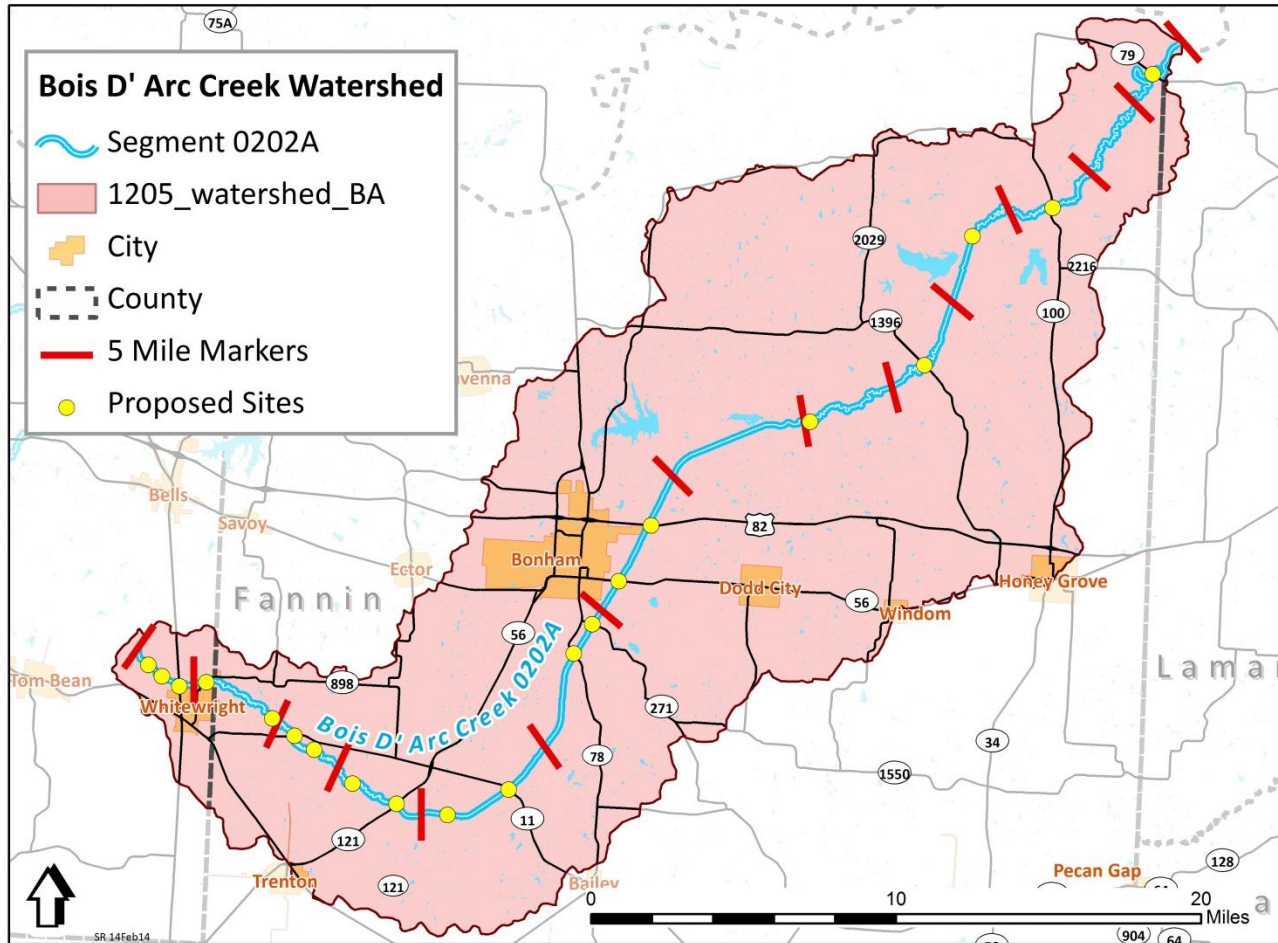 75A
Bois D' Arc Creek Watershed
Segment 0202A
1205_watershed_BA
City
County
5 Mile Markers
Proposed Sites
79
2029
2216
1396
100
venna
Bells
Savoy
Ector
Bonham
82
Dodd City
Honey Grove
56
Windom
Fannin
56
Lamar
Tom Bean
898
Whitewright
Bois D' Arc Creek 0202A
271
34
78
1550
11
121
Trenton
121
Bailey
Pecan Gap
128
0
10
20
Miles
SR 14Feb14
904
64